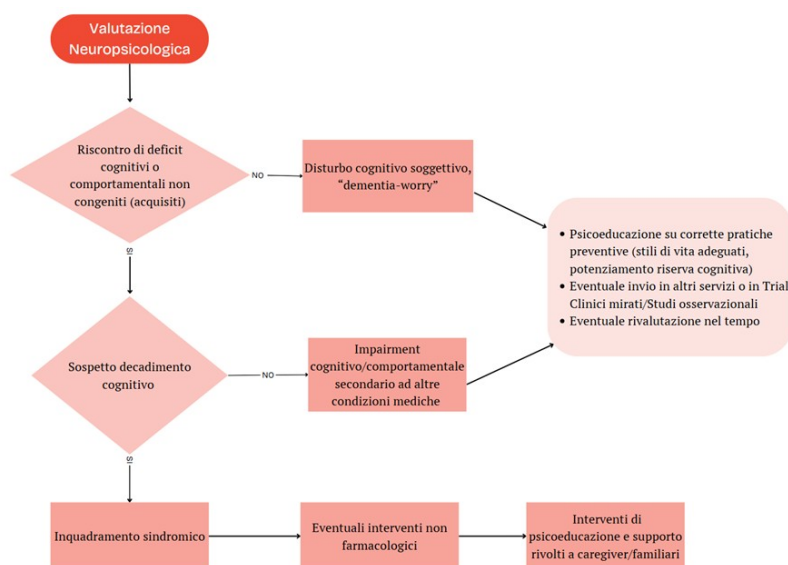 Valutazione
Neuropsicologica
Riscontro di deficit
cognitivi o
comportamentali non
congeniti (acquisiti)
NO
Disturbo cognitivo soggettivo,
“dementia-worry”
• Psicoeducazione su corrette pratiche
preventive (stili di vita adeguati,
potenziamento riserva cognitiva)
• Eventuale invio in altri servizi o in Trial
Clinici mirati/Studi osservazionali
• Eventuale rivalutazione nel tempo
SI
Sospetto decadimento
cognitivo
NO
Impairment
cognitivo/comportamentale
secondario ad altre
condizioni mediche
SI
Inquadramento sindromico
Eventuali interventi non
farmacologici
Interventi di
psicoeducazione e supporto
rivolti a caregiver/familiari